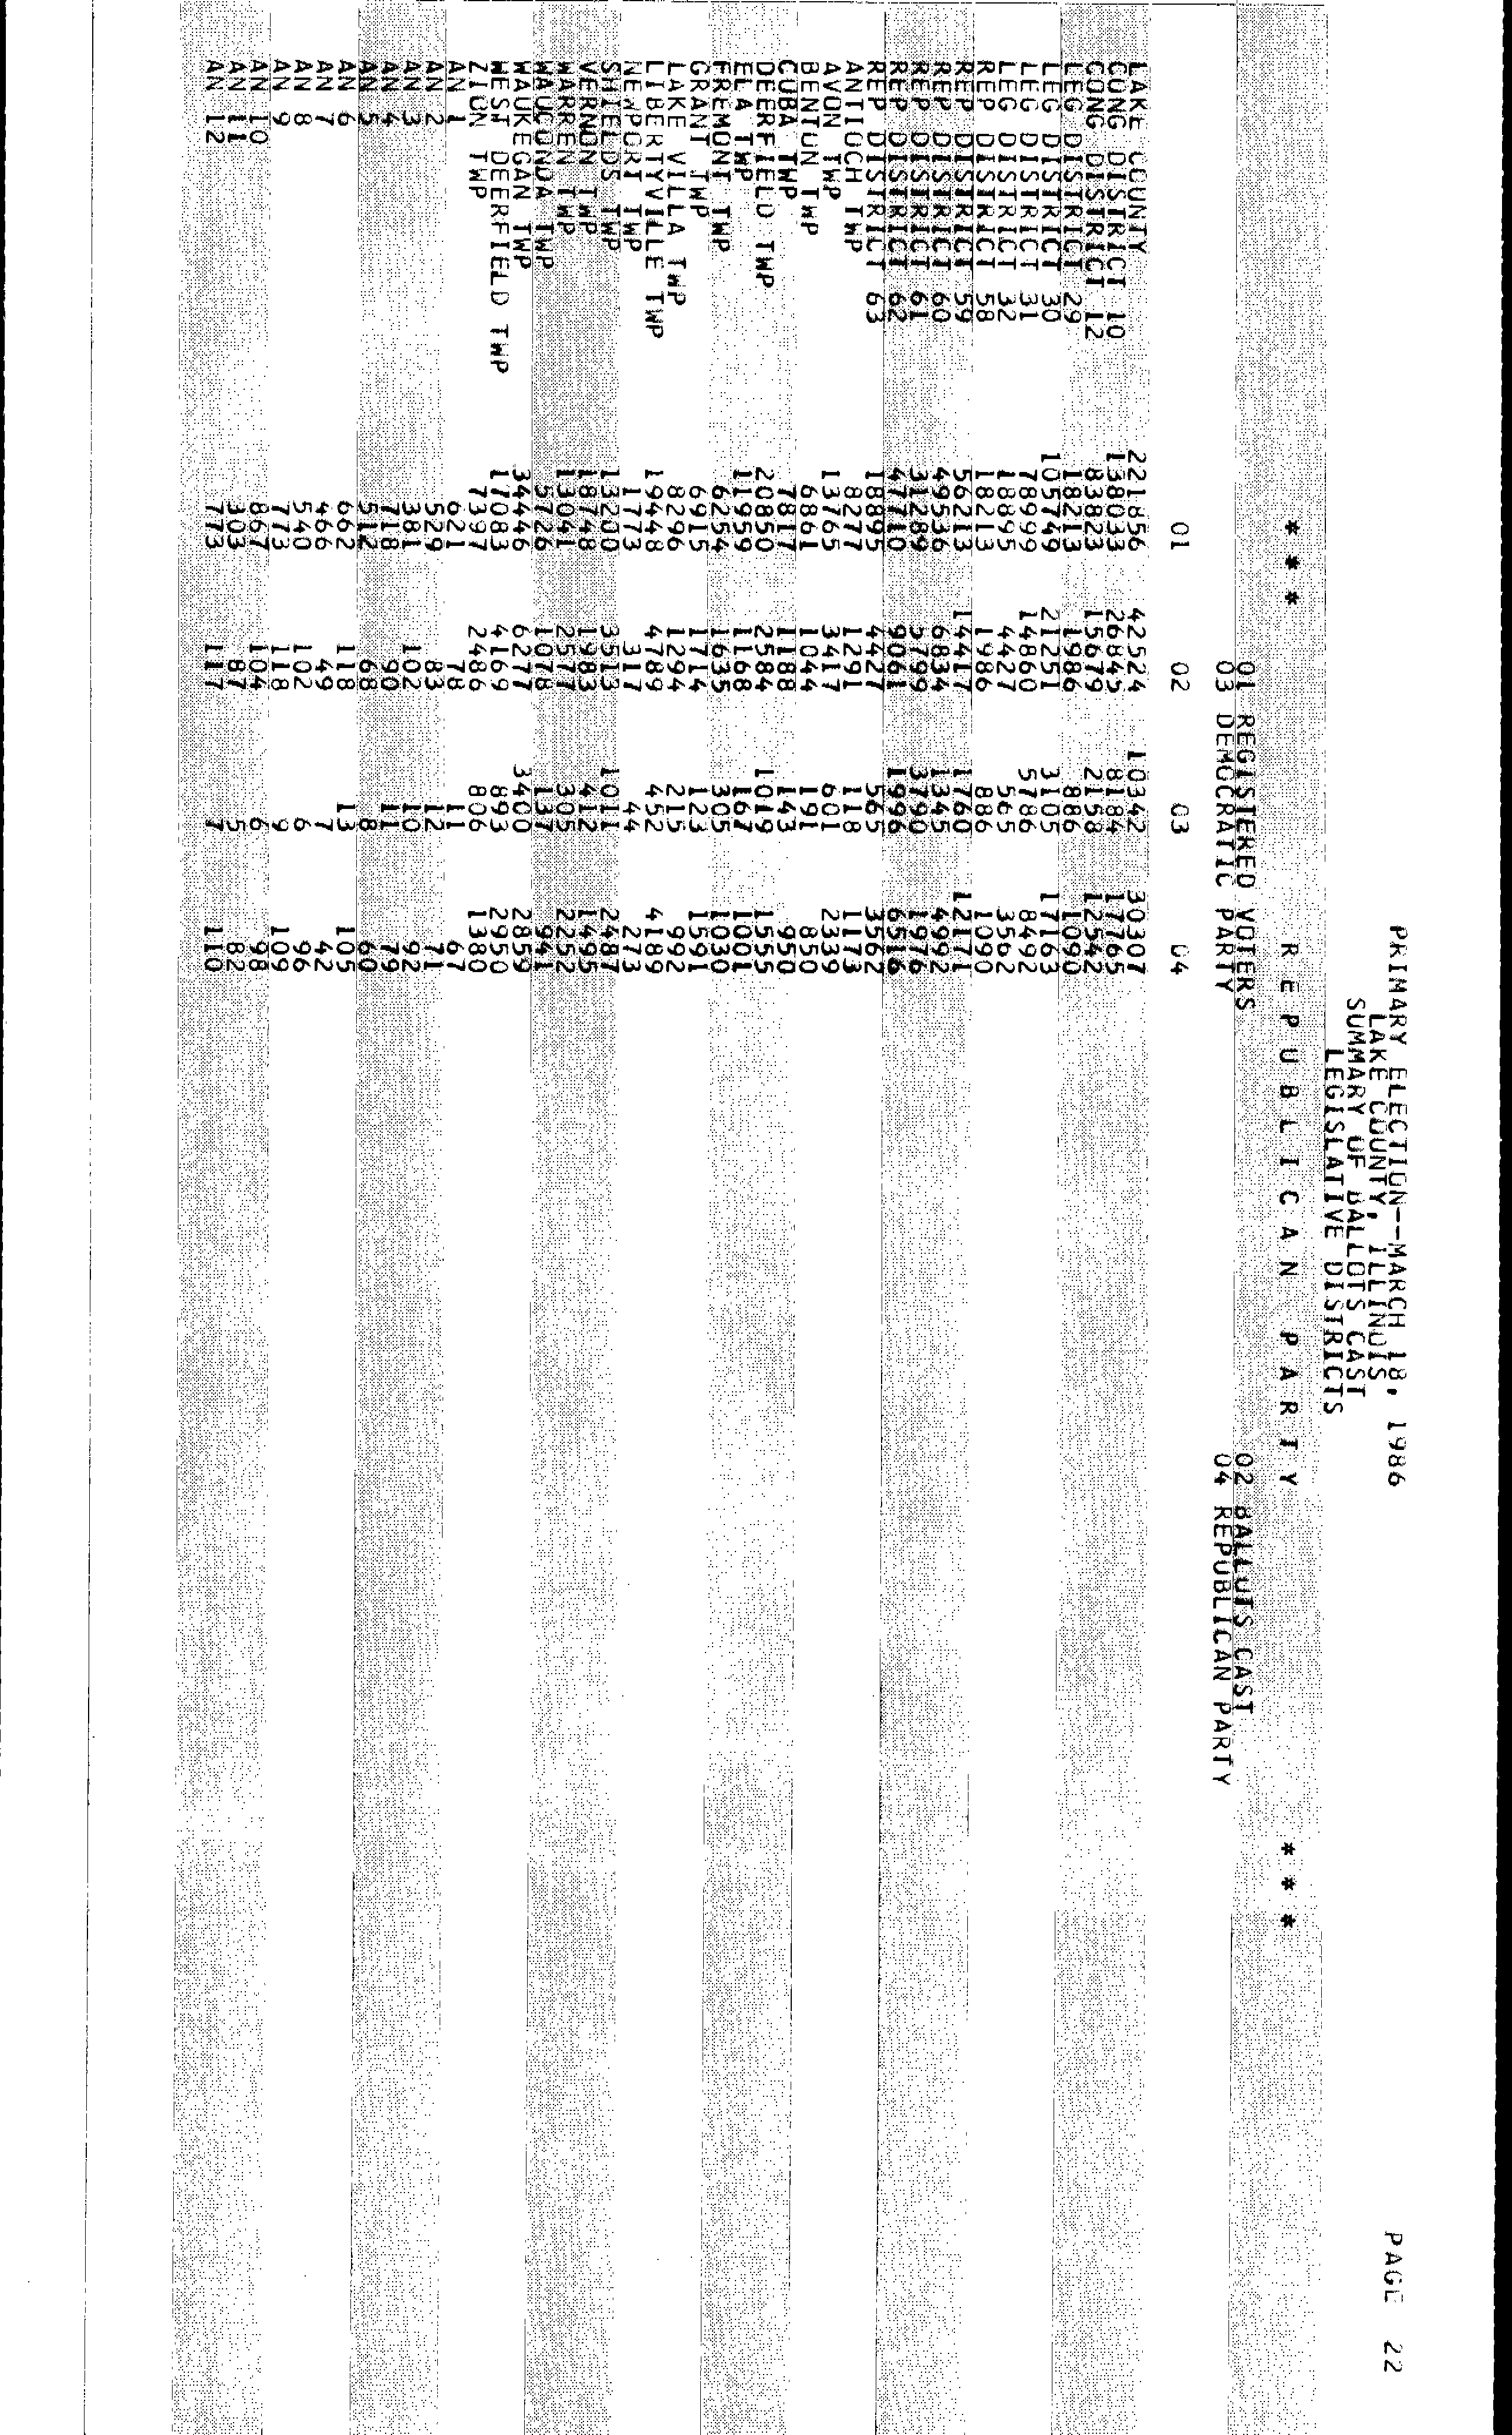 PRIMARY ELECTION--MARCH 18, 1986 PAGE 22
LAKE COUNTY, ILLINOIS
SUMMARY OF BALLOTS CAST
LEGISLATIVE DISTRICTS
* * * R E P U B L I C A N P A R T Y * * *
01 REGISTERED VOTERS 02 BALLOTS CAST
03 DEMOCRATIC PARTY 04 REPUBLICAN PARTY
01 02 03 04
LAKE COUNTY 221856 42524 10342 30307
CONG DISTRICT 10 138033 26845 8184 17765
CONG DISTRICT 12 83823 15679 2158 12542
LEG DISTRICT 29 18213 1986 886 1090
LEG DISTRICT 30 105749 21251 3105 17163
LEG DISTRICT 31 78999 14860 5786 8492
LEG DISTRICT 32 18895 4427 565 3562
REP DISTRICT 58 18213 1986 886 1090
REP DISTRICT 59 56213 14417 1760 12171
REP DISTRICT 60 49536 6834 1345 4992
REP DISTRICT 61 31289 5799 3790 1976
REP DISTRICT 62 47710 9061 1996 6516
REP DISTRICT 63 18895 4427 565 3562
ANTIOCH TWP 8277 1291 118 1173
AVON TWP 13765 3417 601 2339
BENTON TWP 6861 1044 191 850
CUBA TWP 7817 1188 143 950
DEERFIELD TWP 20850 2584 1019 1555
ELA TWP 11959 1168 167 1001
FREMONT TWP 6254 1635 305 1030
GRANT TWP 6915 1714 123 1591
LAKE VILLA TWP 8296 1294 215 992
LIBERTYVILLE TWP 19448 4789 452 4189
NEWPORT TWP 1773 317 44 273
SHIELDS TWP 13200 3513 1011 2487
VERNON TWP 18748 1983 412 1495
WARREN TWP 13041 2577 305 2252
WAUCONDA TWP 5726 1078 137 941
WAUKEGAN TWP 34446 6277 3400 2859
WEST DEERFIELD TWP 17083 4169 893 2950
ZION TWP 7397 2486 806 1380
AN 1 621 78 11 67
AN 2 529 83 12 71
AN 3 381 102 10 92
AN 4 718 90 11 79
AN 5 512 68 8 60
AN 6 662 118 13 105
AN 7 466 49 7 42
AN 8 540 102 6 96
AN 9 773 118 9 109
AN 10 867 104 6 98
AN 11 303 87 5 82
AN 12 773 117 7 110